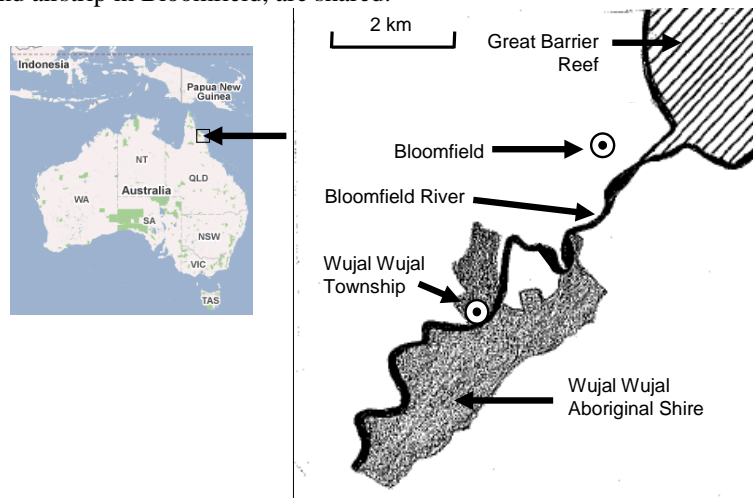 and airstrip in Bloomfield, are shared.
Indonesia
Papua New
Guinea
NT
QLD
Australia
WA
SA
NSW
VIC
TAS
2 km
Great Barrier
Reef
Bloomfield
Bloomfield River
Wujal Wujal
Township
Wujal Wujal
Aboriginal Shire